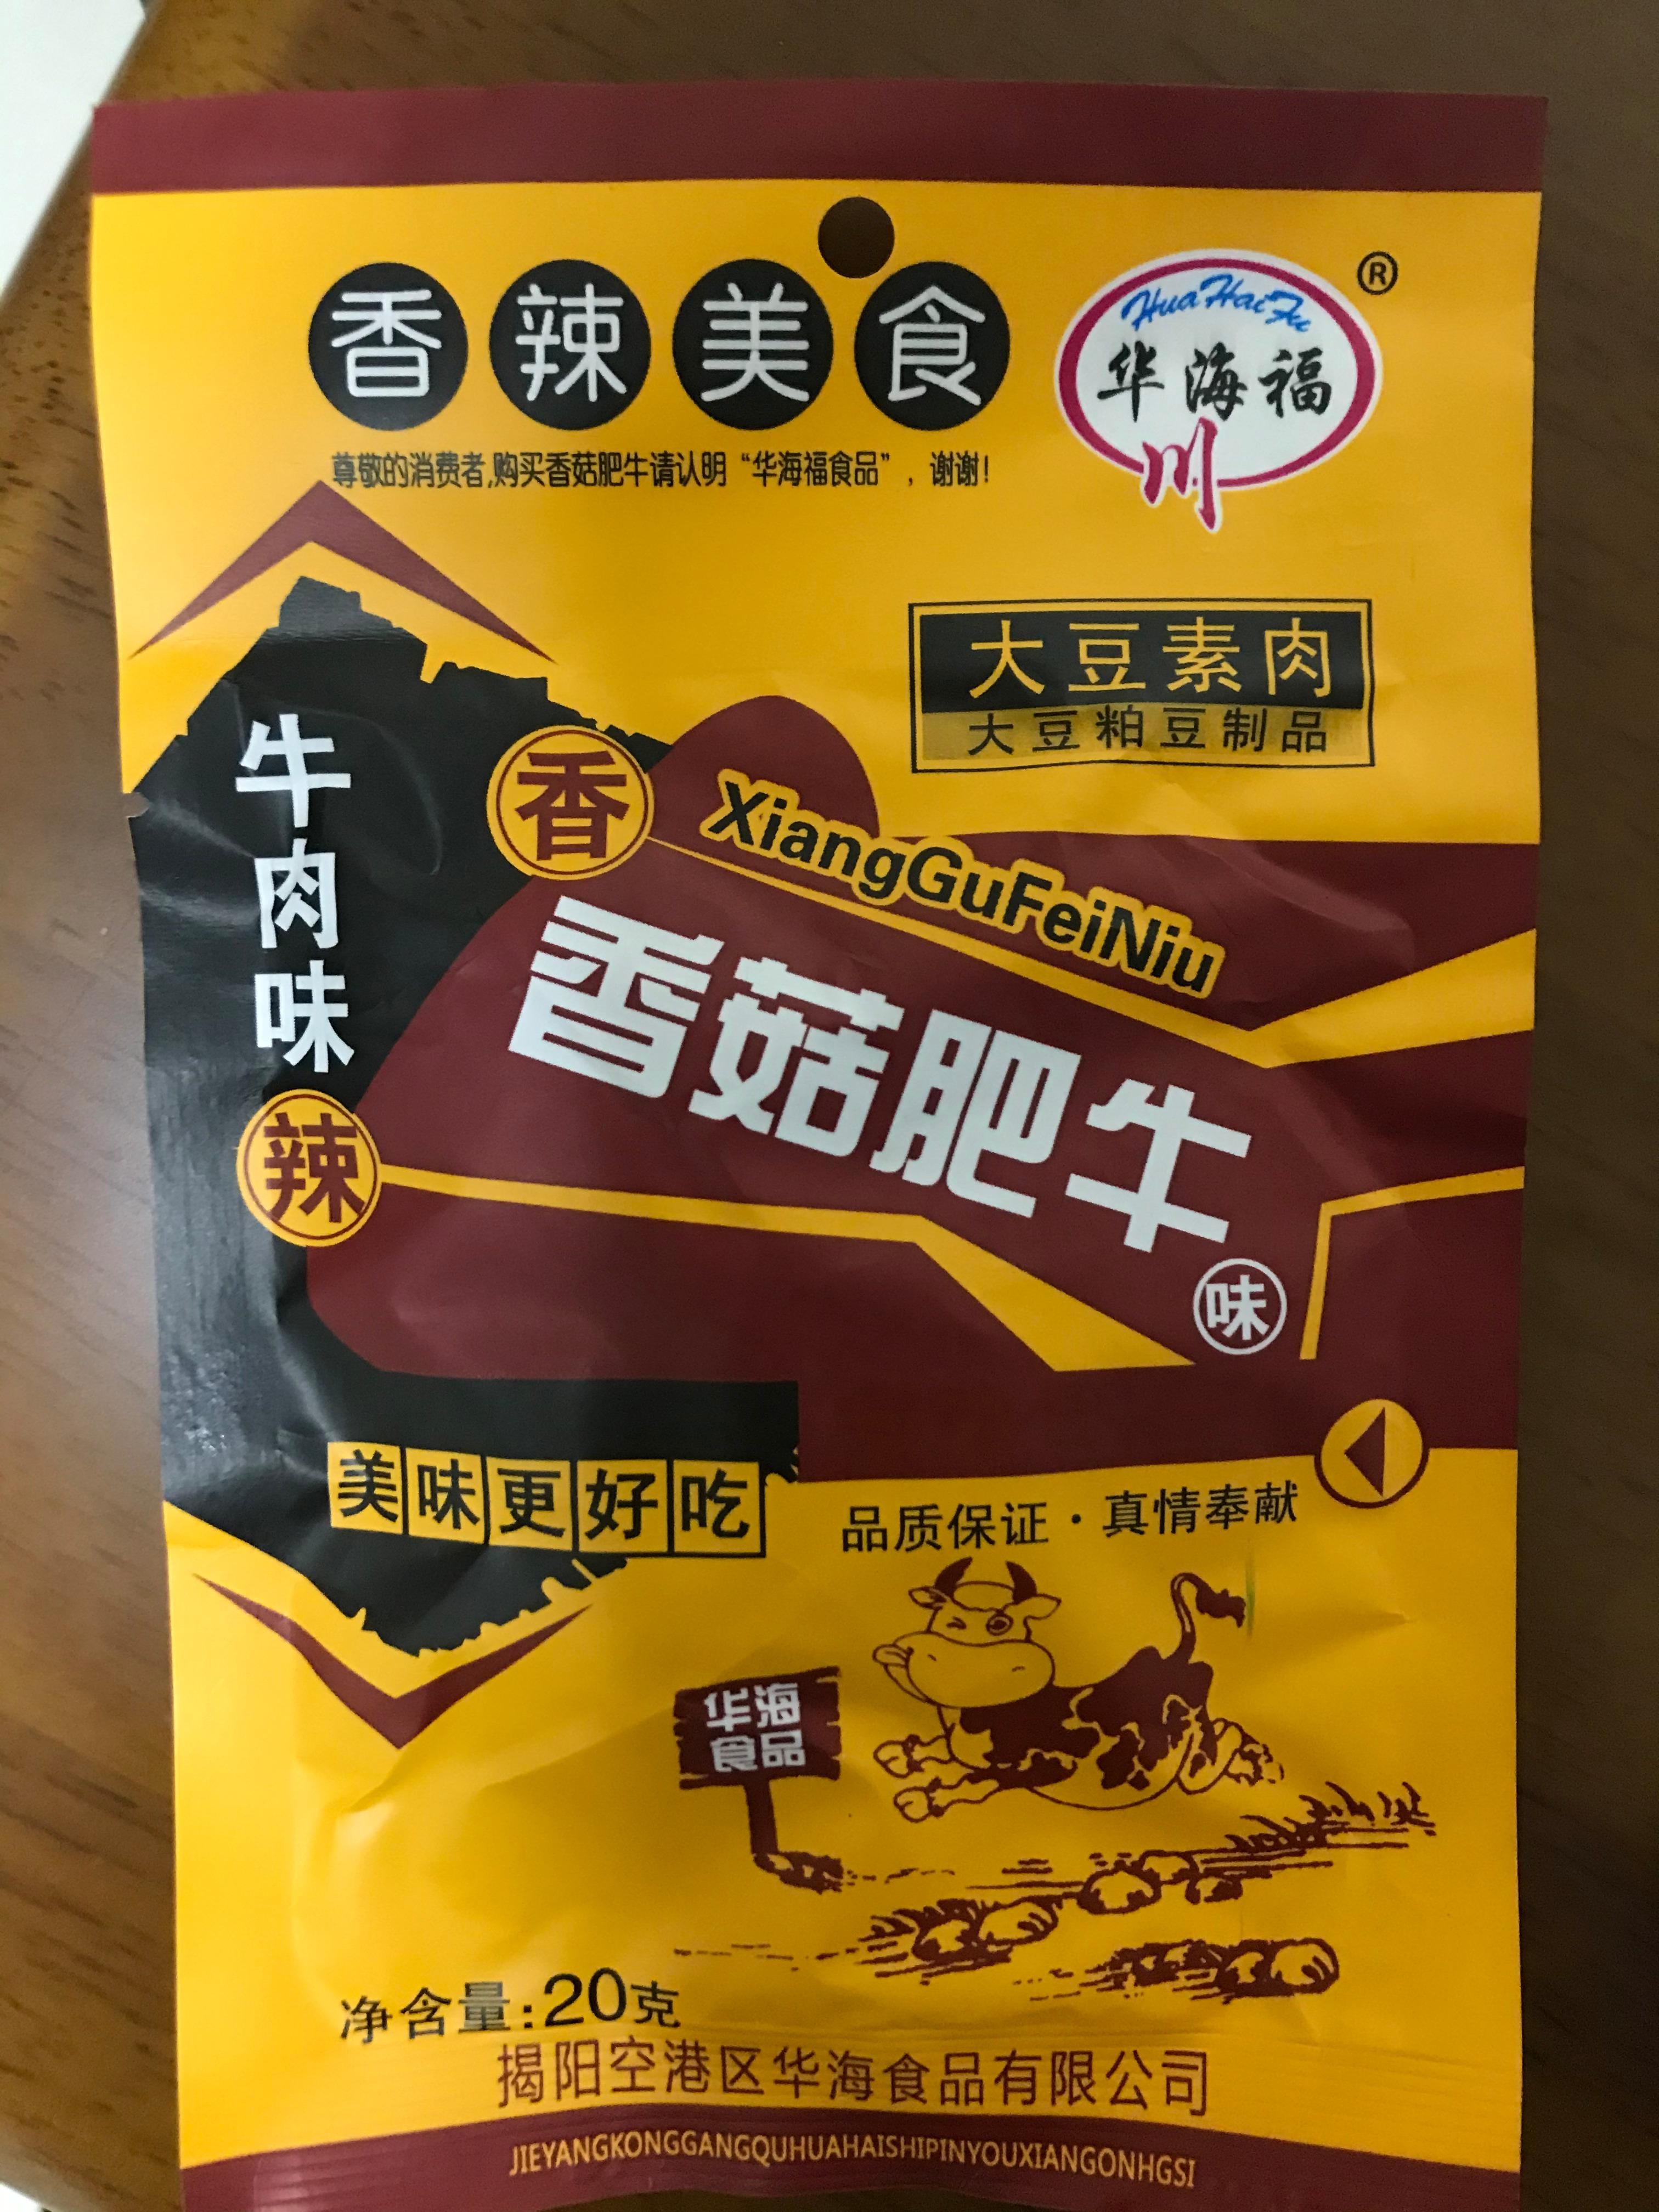 香辣美食
HuaHaiFu
®
华海福
川
尊敬的消费者,购买香菇肥牛请认明“华海福食品”，谢谢!
大豆素肉
大豆粕豆制品
牛肉味
香
辣
XiangGuFeiNiu
香菇肥牛
味
美味更好吃
品质保证·真情奉献
华海
食品
净含量:20克
揭阳空港区华海食品有限公司
JIEYANGKONGGANGQUHUAHAISHIPINYOUXIANGONHGSI